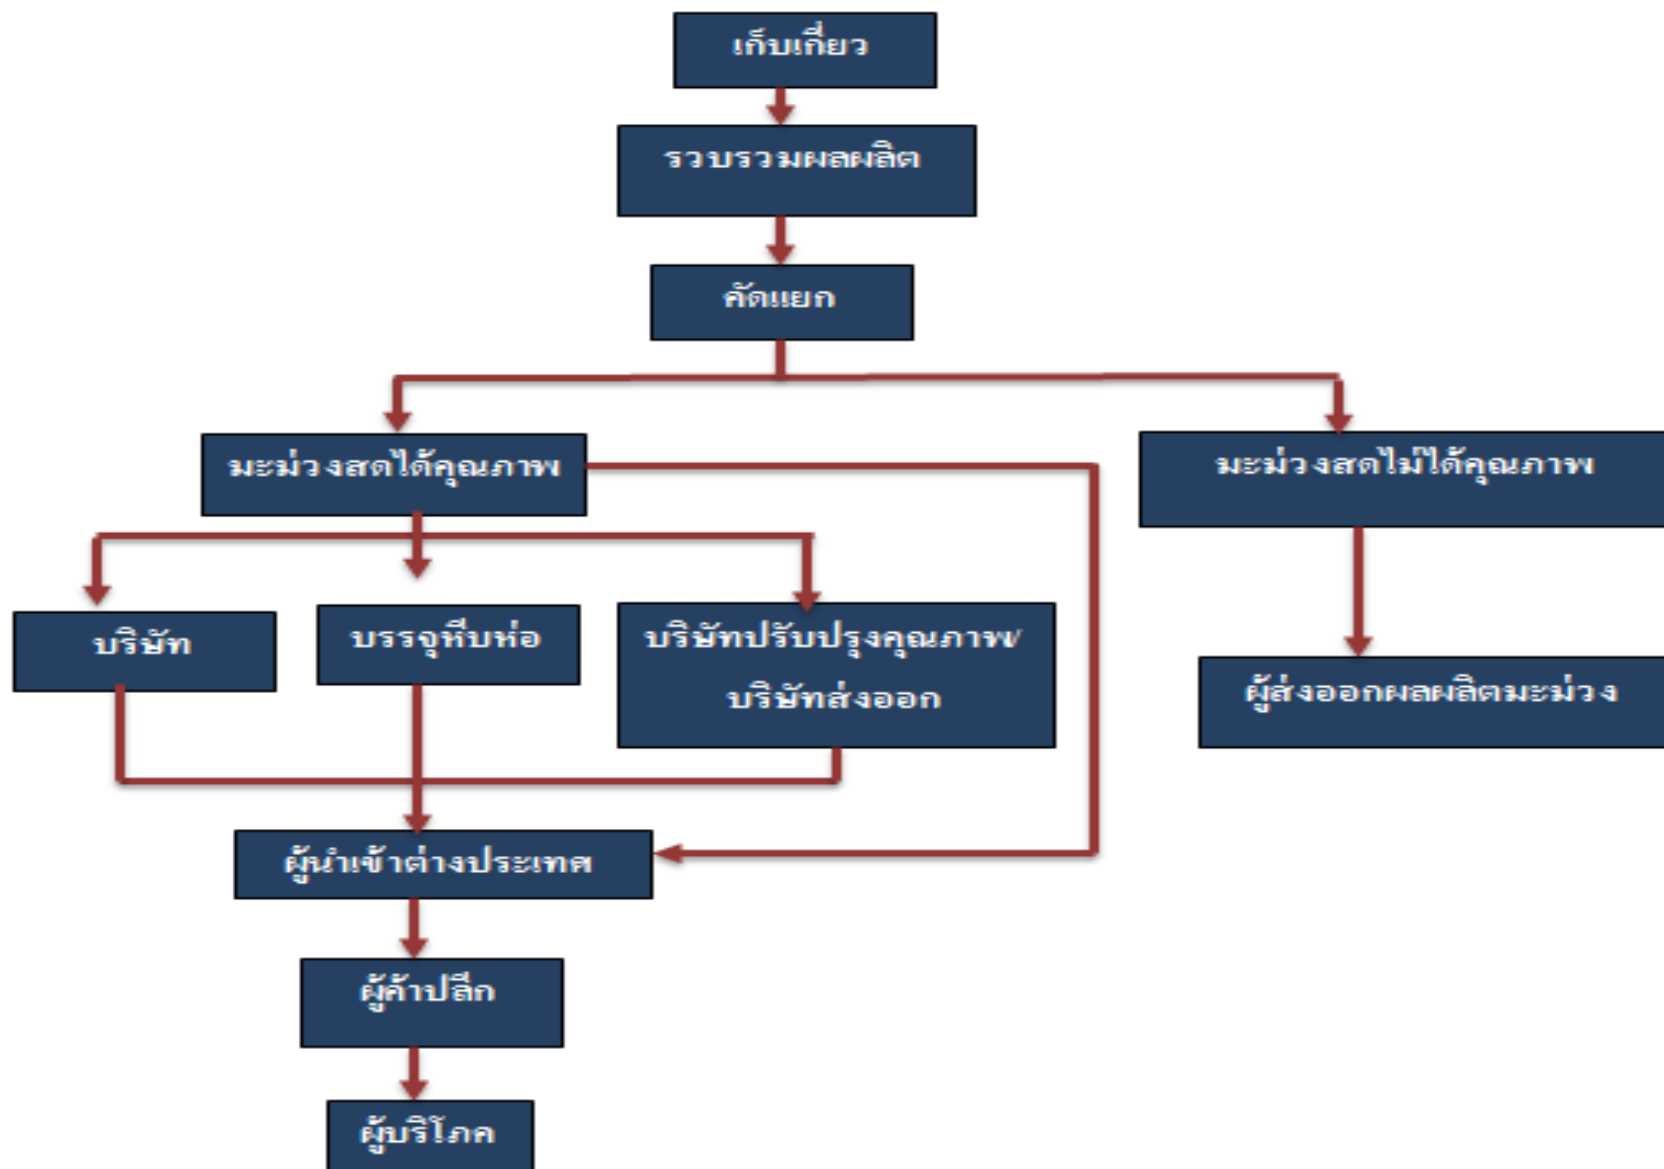 เก็บเกี่ยว
รวบรวมผลผลิต
คัดแยก
มะม่วงสดได้คุณภาพ
มะม่วงสดไม่ได้คุณภาพ
บริษัท
บรรจุหีบห่อ
บริษัทปรับปรุงคุณภาพ/
บริษัทส่งออก
ผู้ส่งออกผลผลิตมะม่วง
ผู้นำเข้าต่างประเทศ
ผู้ค้าปลีก
ผู้บริโภค